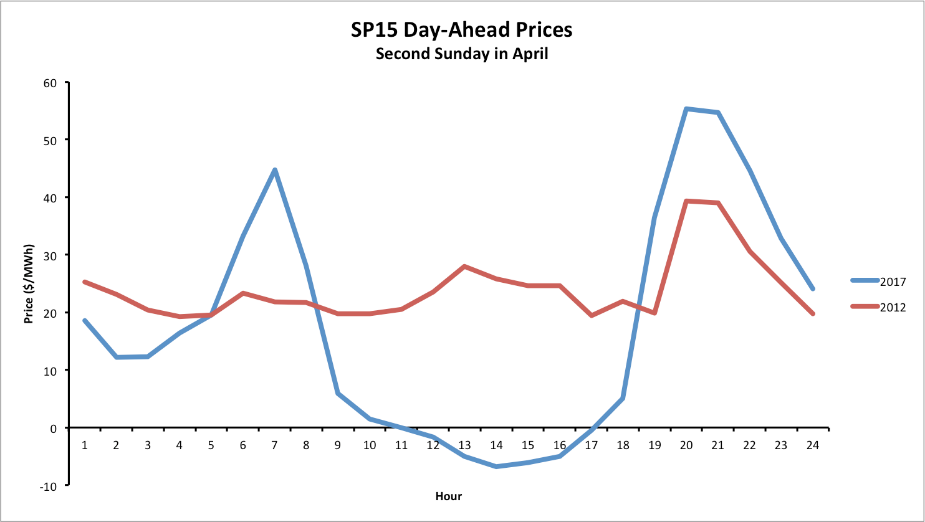 SP15 Day-Ahead Prices
Second Sunday in April
60
50
40
30
20
10
0
-10
Price ($/MWh)
1 2 3 4 5 6 7 8 9 10 11 12 13 14 15 16 17 18 19 20 21 22 23 24
Hour
2017
2012